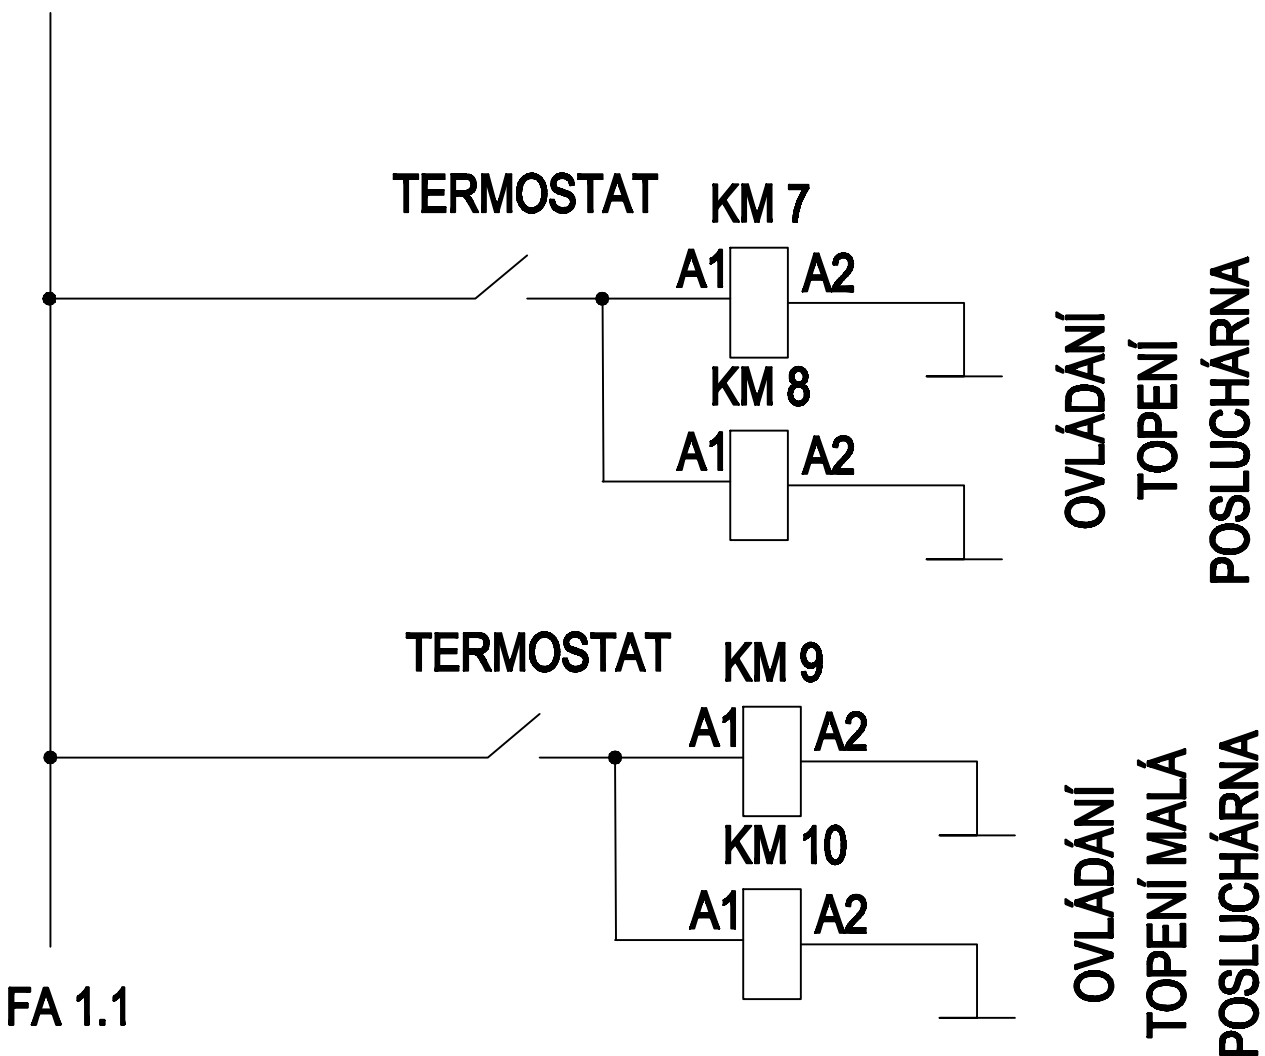 TERMOSTAT
KM 7
A1
A2
KM 8
A1
A2
OVLÁDÁNÍ
TOPENÍ
POSLUCHÁRNA
TERMOSTAT
KM 9
A1
A2
KM 10
A1
A2
OVLÁDÁNÍ
TOPENÍ MALÁ
POSLUCHÁRNA
FA 1.1